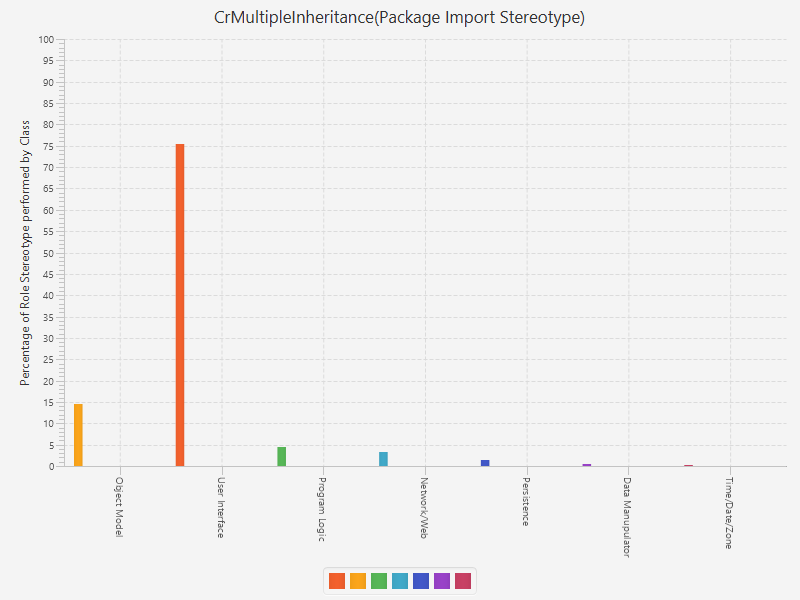 CrMultipleInheritance(Package Import Stereotype)
Percentage of Role Stereotype performed by Class
100
95
90
85
80
75
70
65
60
55
50
45
40
35
30
25
20
15
10
5
0
Object Model
User Interface
Program Logic
Network/Web
Persistence
Data Manupulator
Time/Date/Zone